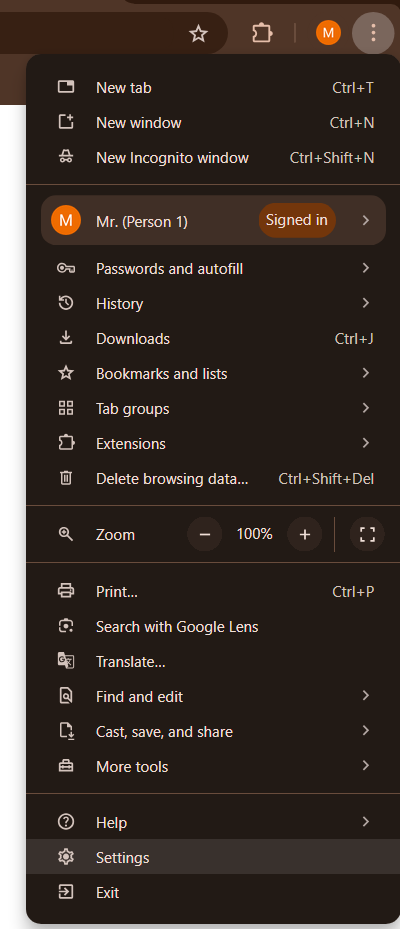 M
New tab Ctrl+T
New window Ctrl+N
New Incognito window Ctrl+Shift+N
M Mr. (Person 1) Signed in
Passwords and autofill
History
Downloads Ctrl+J
Bookmarks and lists
Tab groups
Extensions
Delete browsing data... Ctrl+Shift+Del
Zoom − 100% +
Print... Ctrl+P
Search with Google Lens
Translate...
Find and edit
Cast, save, and share
More tools
Help
Settings
Exit